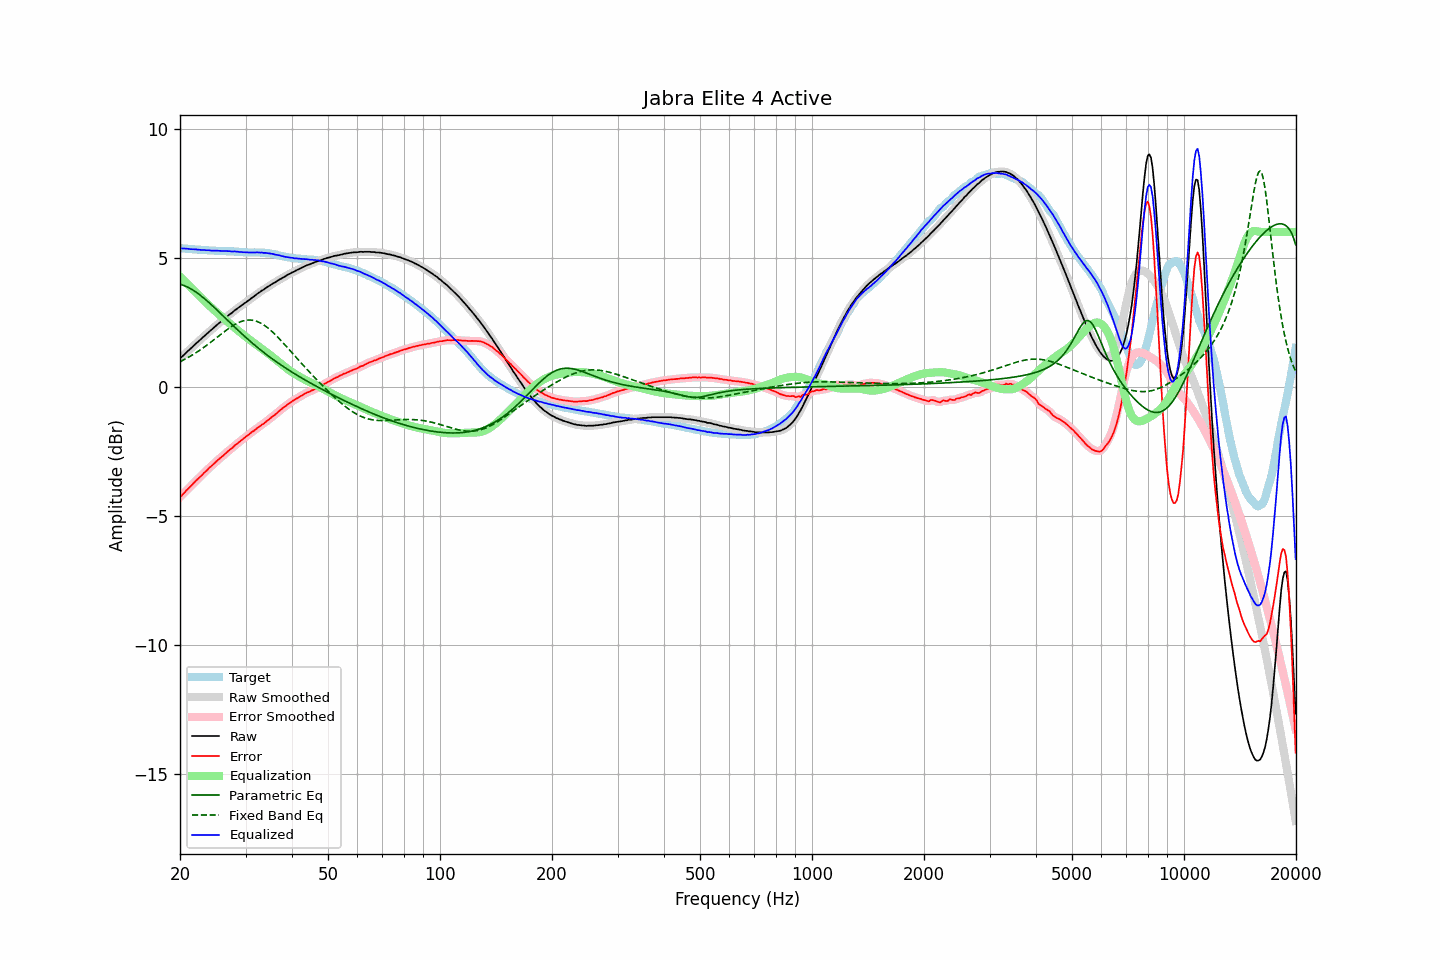 Jabra Elite 4 Active
10
5
0
−5
−10
−15
Amplitude (dBr)
Target
Raw Smoothed
Error Smoothed
Raw
Error
Equalization
Parametric Eq
Fixed Band Eq
Equalized
20 50 100 200 500 1000 2000 5000 10000 20000
Frequency (Hz)